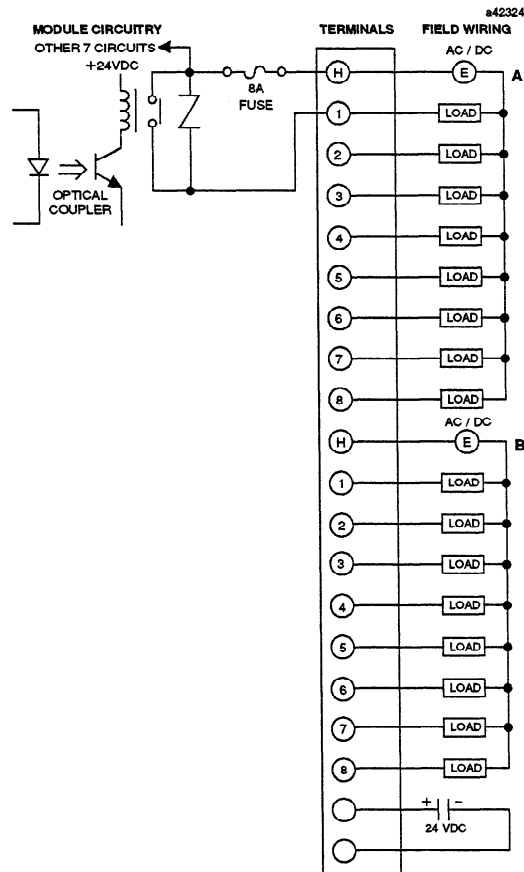 a42324
MODULE CIRCUITRY
TERMINALS
FIELD WIRING
OTHER 7 CIRCUITS
+24VDC
AC / DC
H
E
A
8A
FUSE
1
LOAD
2
LOAD
OPTICAL
COUPLER
3
LOAD
4
LOAD
5
LOAD
6
LOAD
7
LOAD
8
LOAD
AC / DC
H
E
B
1
LOAD
2
LOAD
3
LOAD
4
LOAD
5
LOAD
6
LOAD
7
LOAD
8
LOAD
+ -
24 VDC